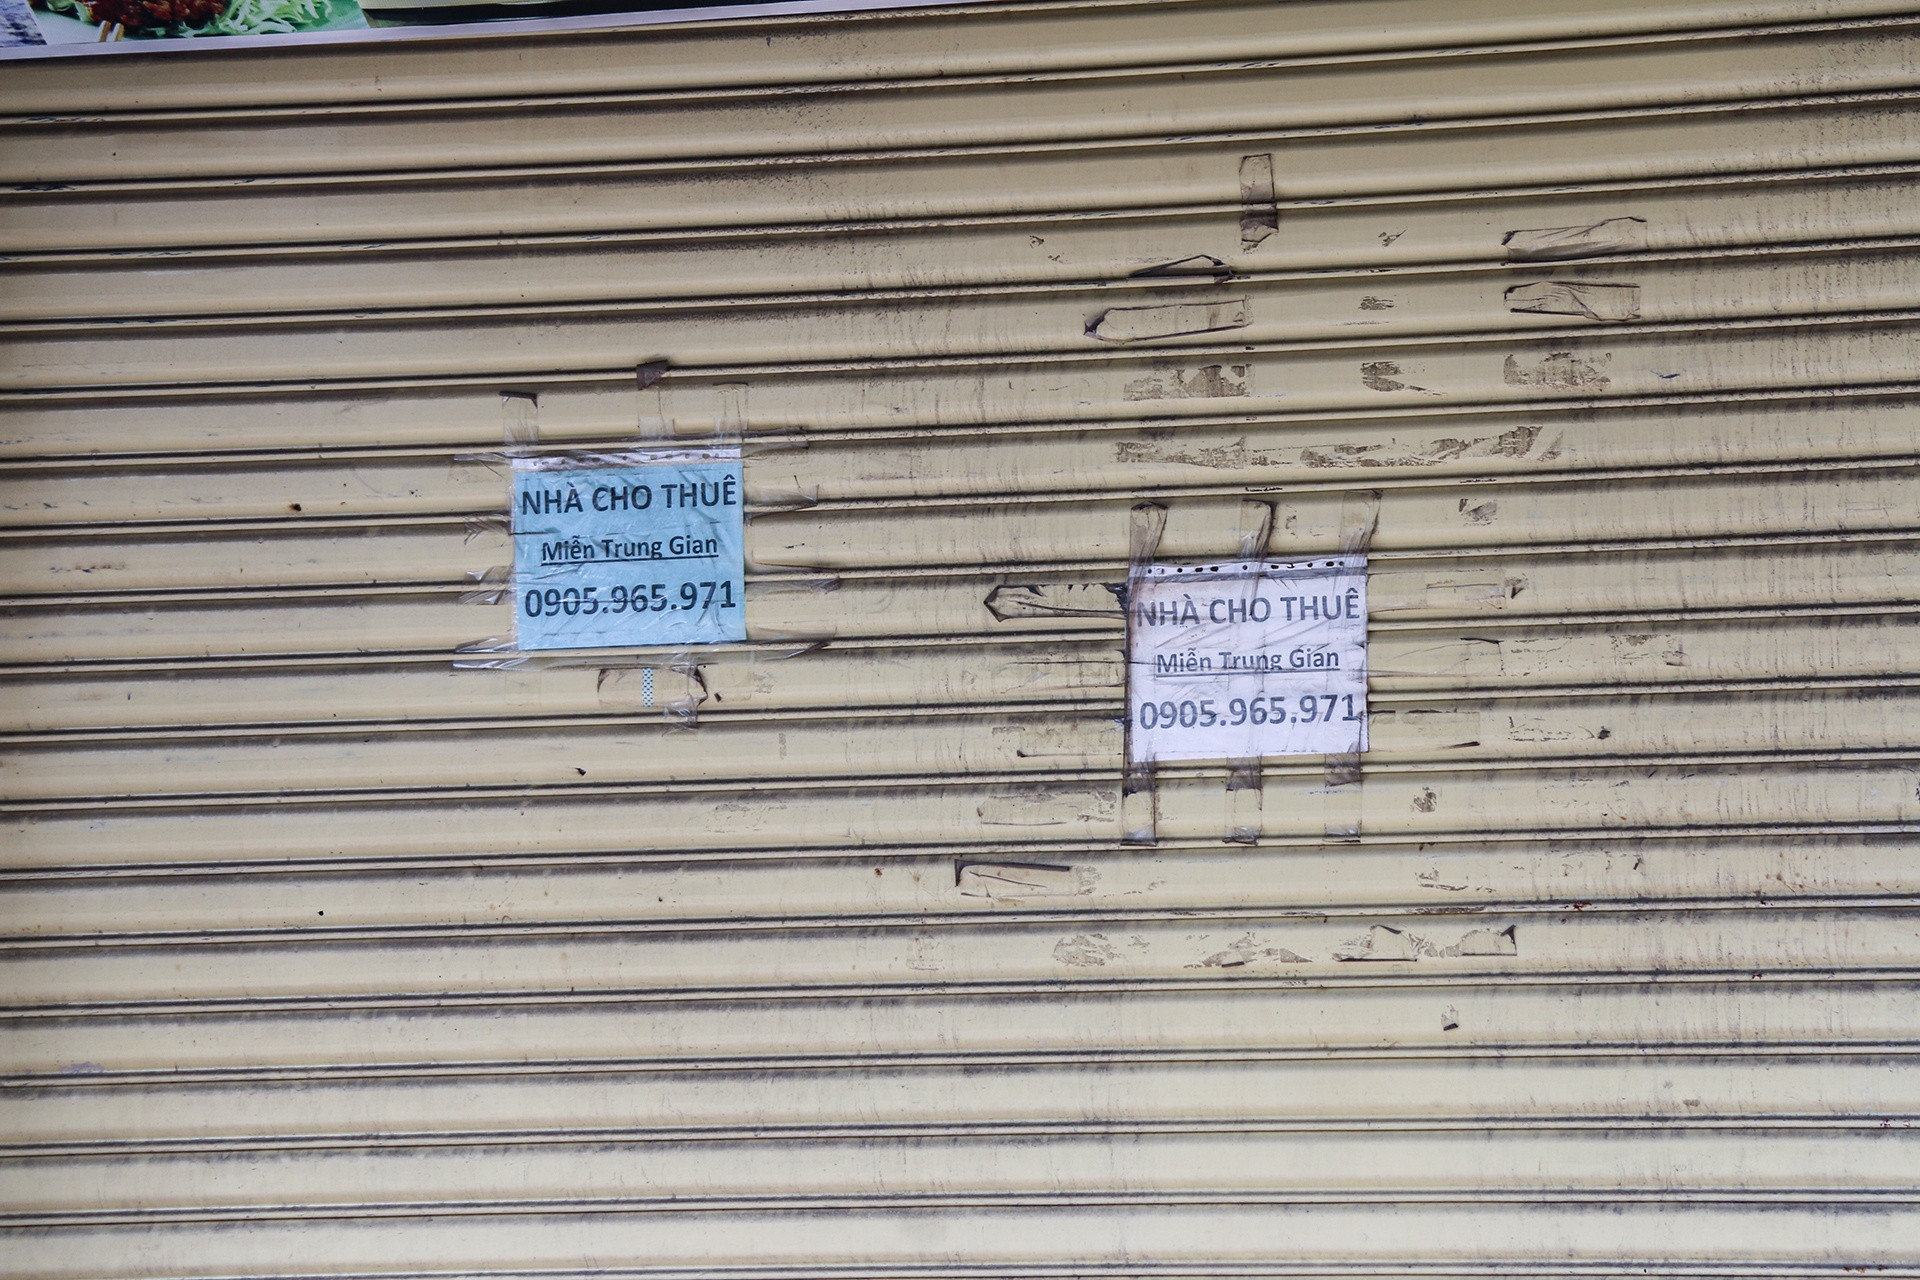 NHÀ CHO THUÊ
Miễn Trung Gian
0905.965.971
NHÀ CHO THUÊ
Miễn Trung Gian
0905.965.971